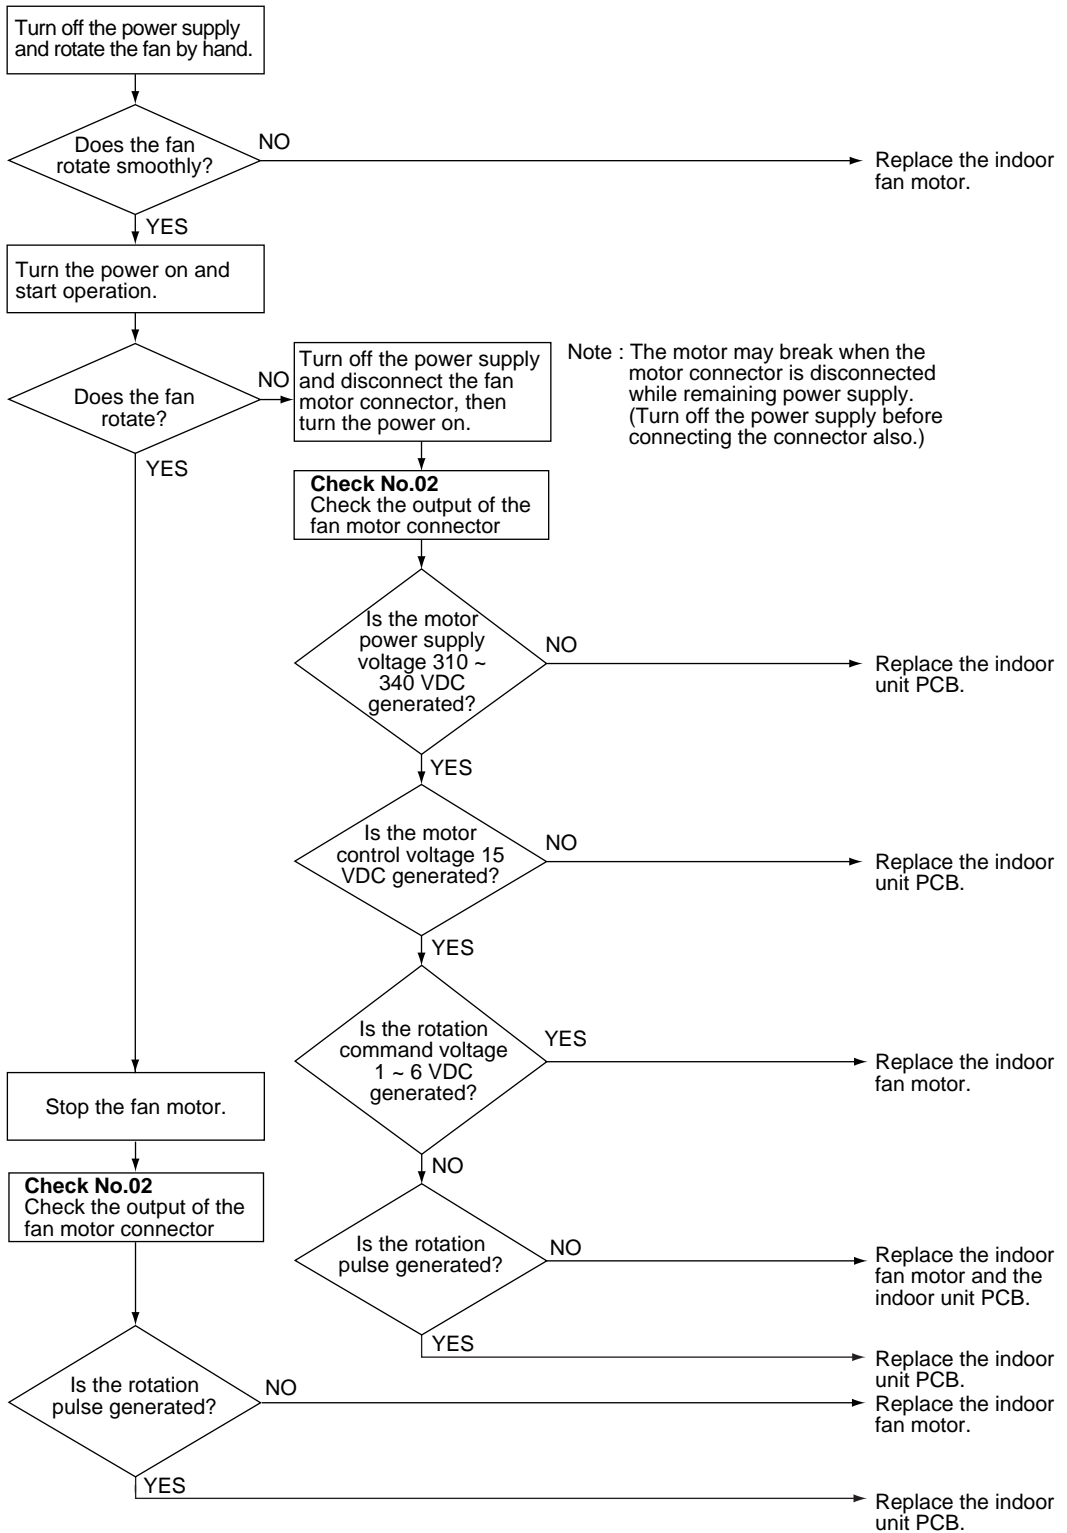 Turn off the power supply
and rotate the fan by hand.
Does the fan
rotate smoothly?
NO
Replace the indoor
fan motor.
YES
Turn the power on and
start operation.
Does the fan
rotate?
NO
Turn off the power supply
and disconnect the fan
motor connector, then
turn the power on.
Note : The motor may break when the
motor connector is disconnected
while remaining power supply.
(Turn off the power supply before
connecting the connector also.)
YES
Check No.02
Check the output of the
fan motor connector
Is the motor
power supply
voltage 310 ~
340 VDC
generated?
NO
Replace the indoor
unit PCB.
YES
Is the motor
control voltage 15
VDC generated?
NO
Replace the indoor
unit PCB.
YES
Is the rotation
command voltage
1 ~ 6 VDC
generated?
YES
Replace the indoor
fan motor.
NO
Stop the fan motor.
Check No.02
Check the output of the
fan motor connector
Is the rotation
pulse generated?
NO
Replace the indoor
fan motor and the
indoor unit PCB.
YES
Replace the indoor
unit PCB.
Is the rotation
pulse generated?
NO
Replace the indoor
fan motor.
YES
Replace the indoor
unit PCB.